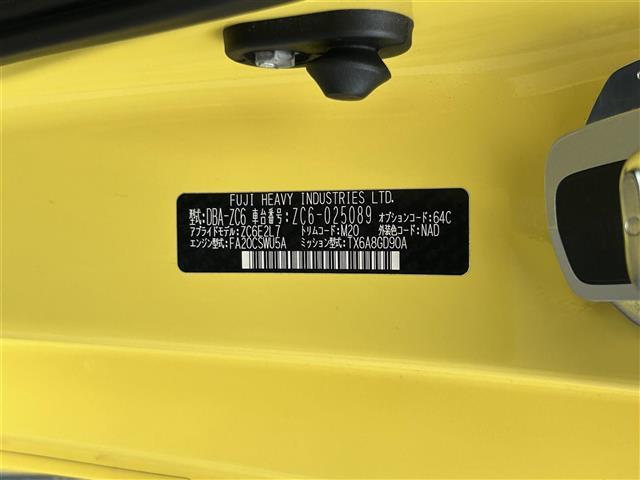 FUJI HEAVY INDUSTRIES LTD.
型式:DBA-ZC6 車台番号:ZC6-025089 オプションコード:64C
アプライドモデル:ZC6E2L7 トリムコード:M20 外装色コード:NAD
エンジン型式:FA20CSWU5A ミッション型式:TX6A8GD90A